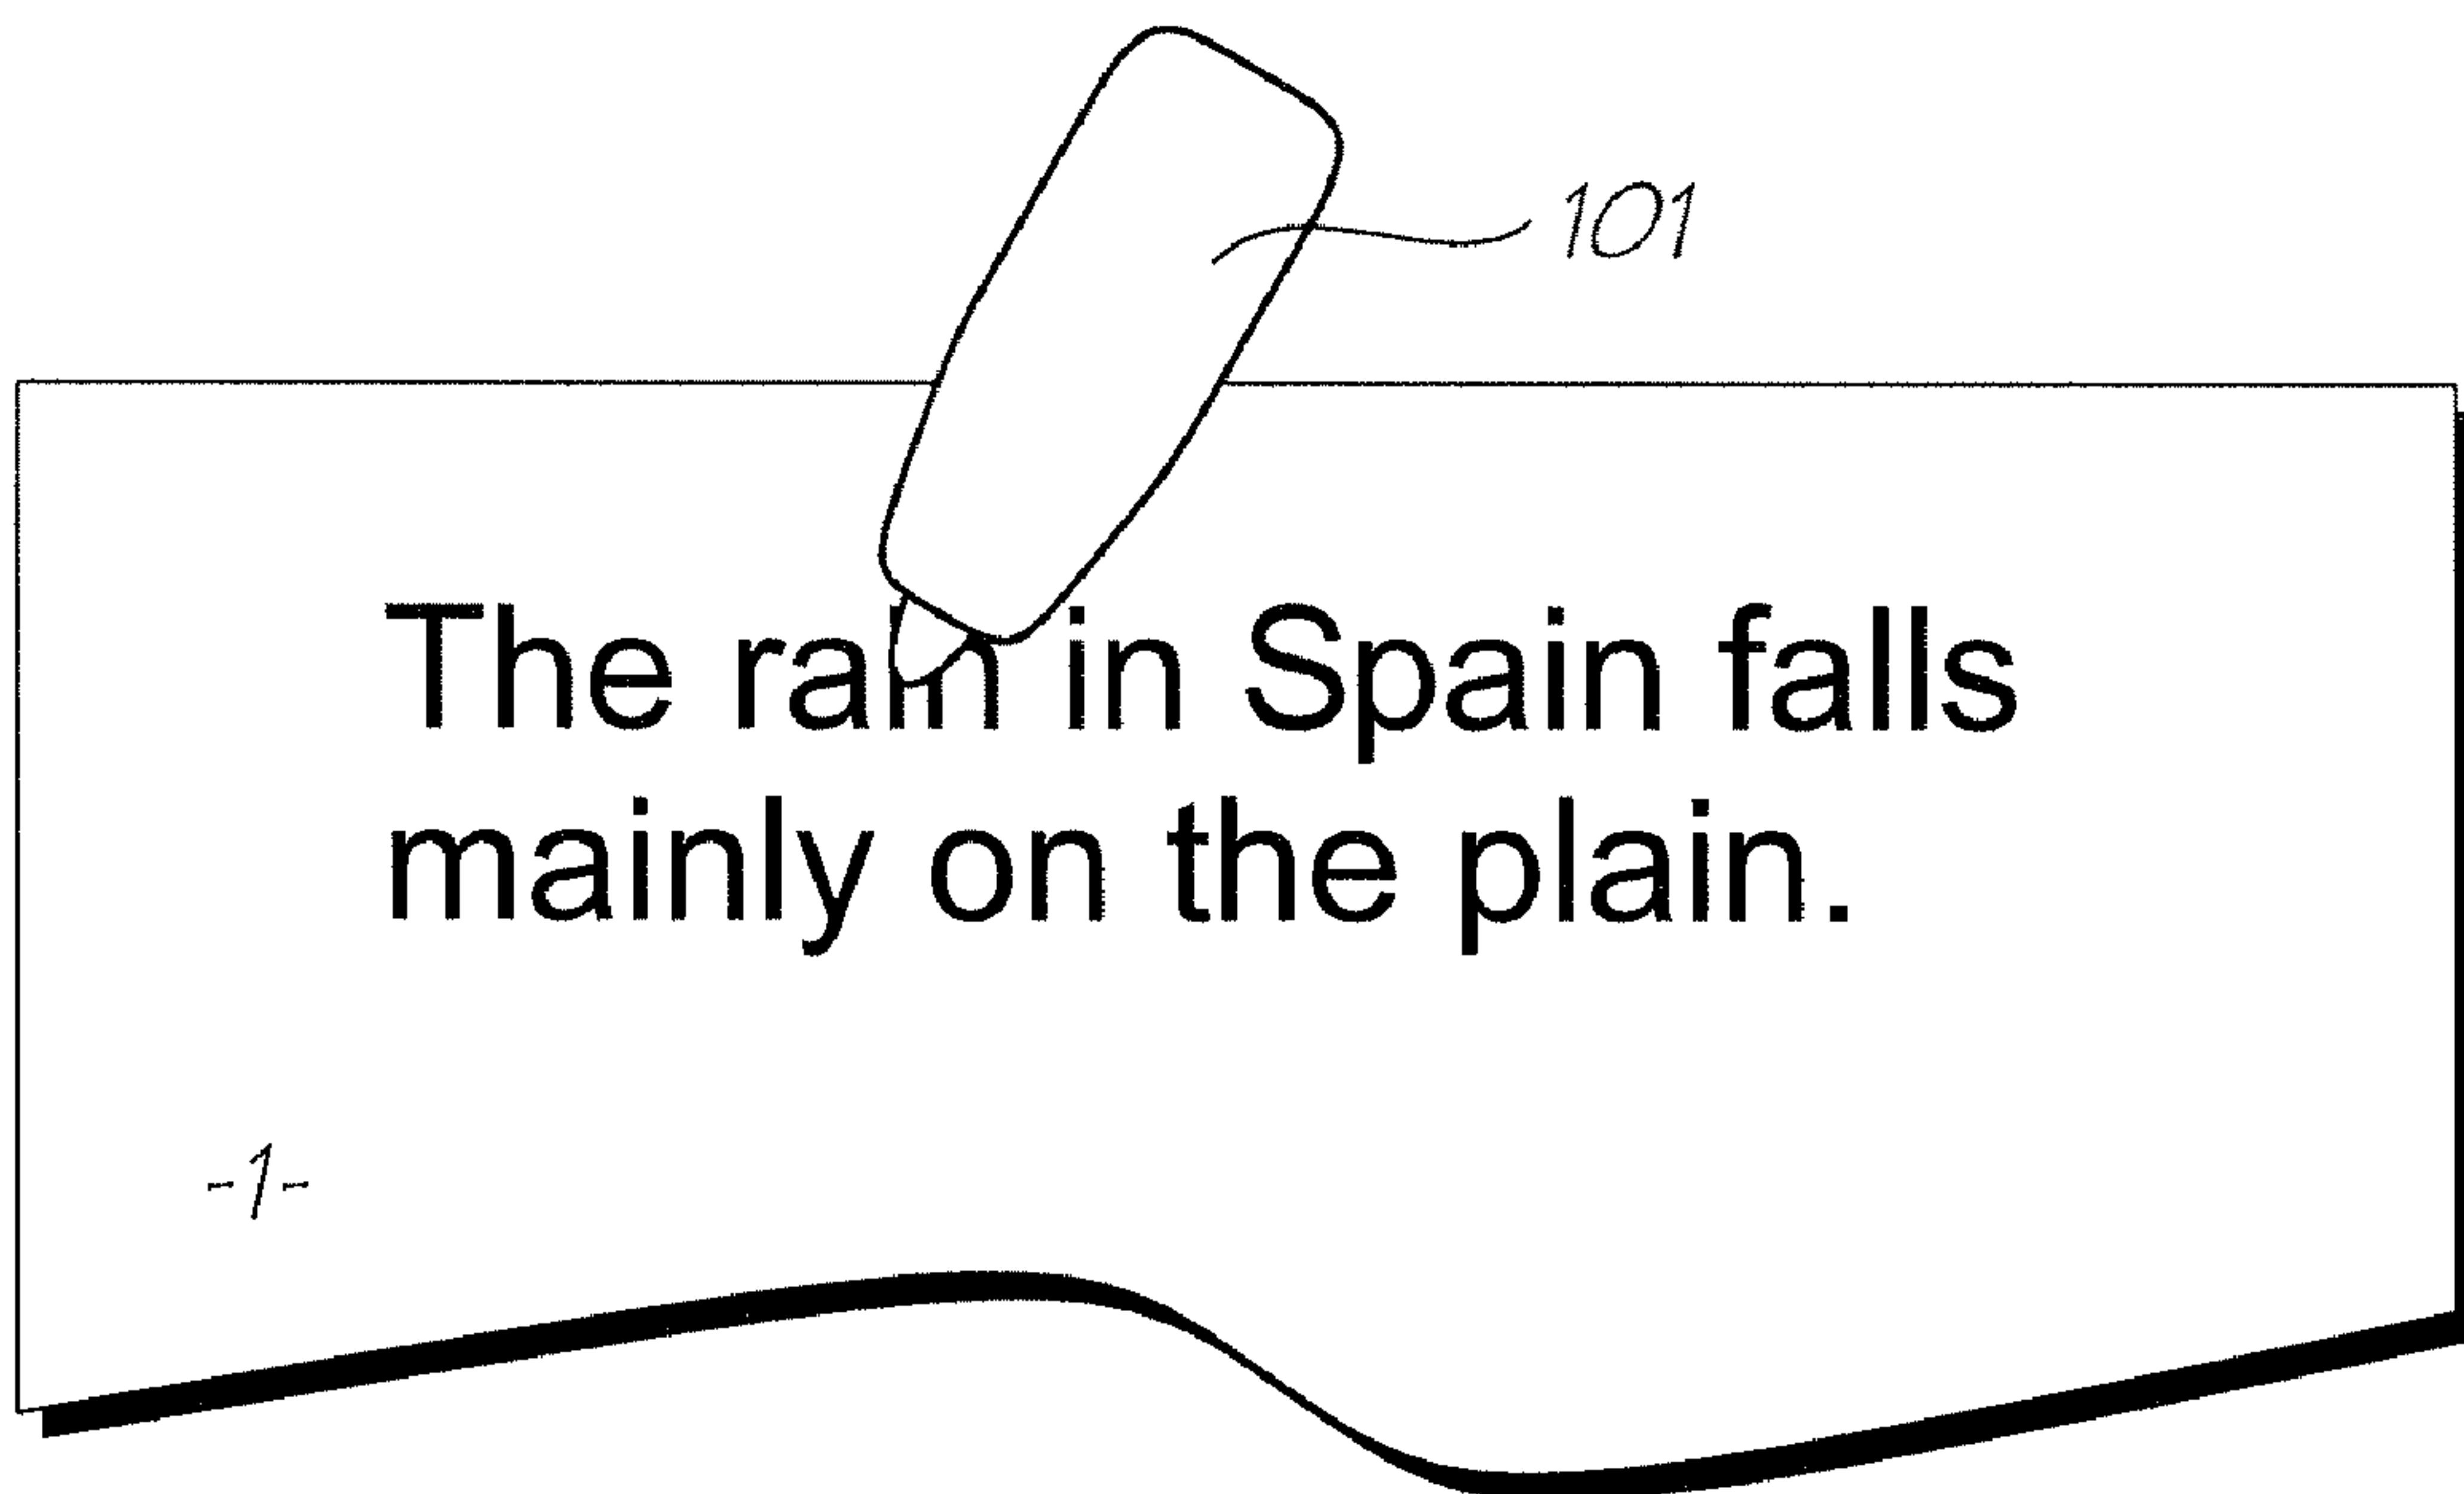 101
The rain in Spain falls
mainly on the plain.
-1-